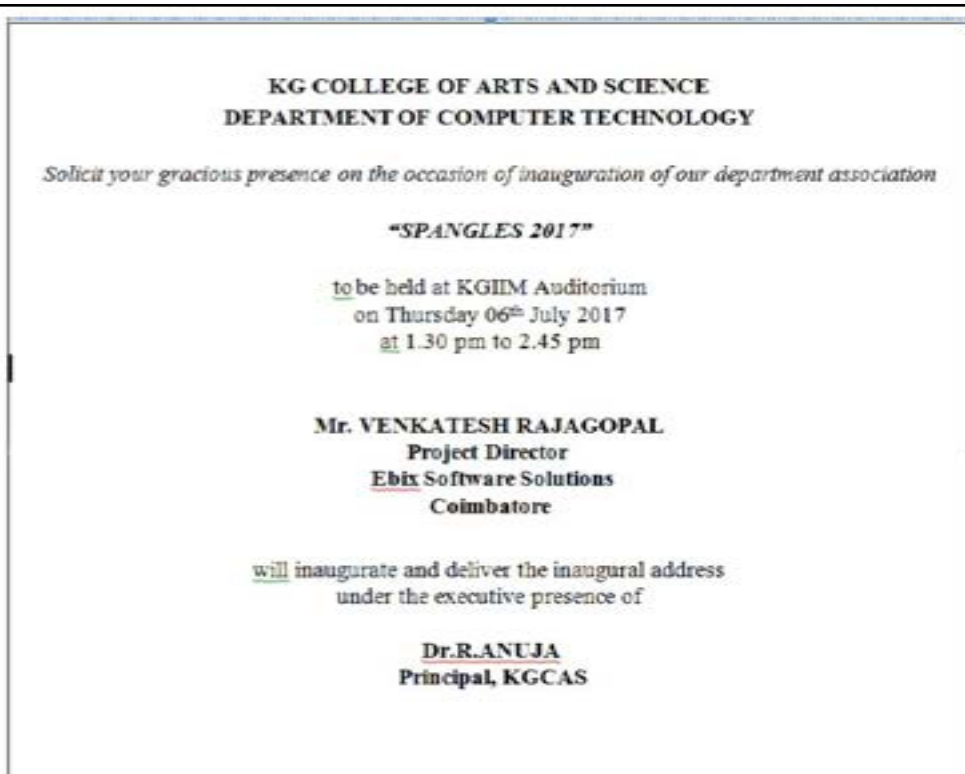 KG COLLEGE OF ARTS AND SCIENCE
DEPARTMENT OF COMPUTER TECHNOLOGY
Solicit your gracious presence on the occasion of inauguration of our department association
“SPANGLES 2017”
to be held at KGIIM Auditorium
on Thursday 06th July 2017
at 1.30 pm to 2.45 pm
Mr. VENKATESH RAJAGOPAL
Project Director
Ebix Software Solutions
Coimbatore
will inaugurate and deliver the inaugural address
under the executive presence of
Dr.R.ANUJA
Principal, KGCAS